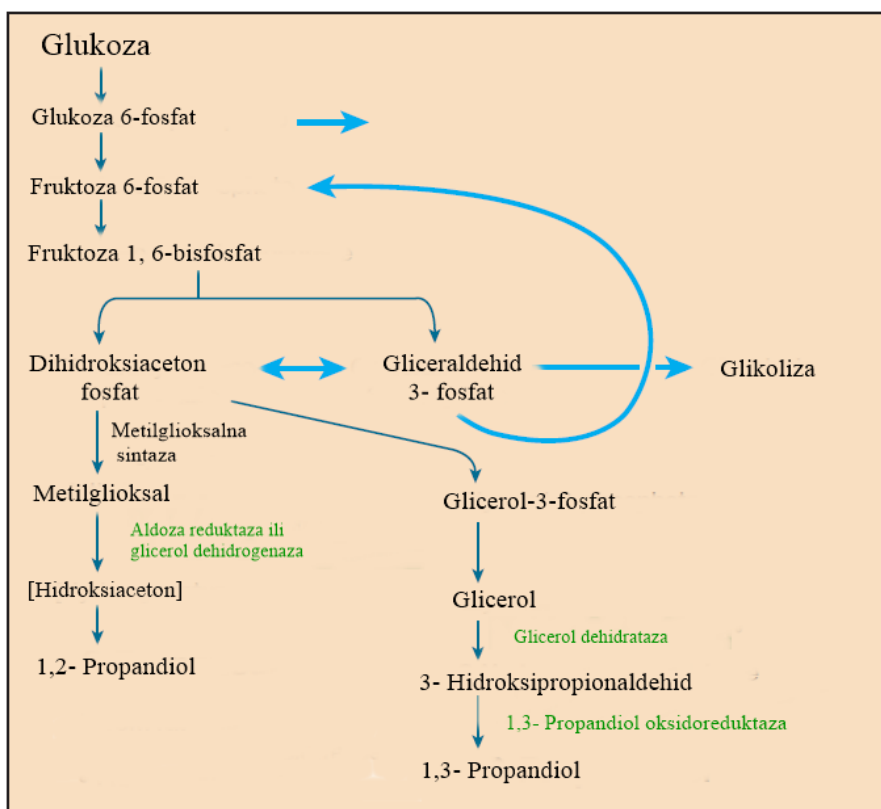 Glukoza
Glukoza 6-fosfat
Fruktoza 6-fosfat
Fruktoza 1, 6-bisfosfat
Dihidroksiaceton
fosfat
Gliceraldehid
3- fosfat
Glikoliza
Metilglioksalna
sintaza
Metilglioksal
Glicerol-3-fosfat
Aldoza reduktaza ili
glicerol dehidrogenaza
[Hidroksiaceton]
Glicerol
Glicerol dehidrataza
1,2- Propandiol
3- Hidroksipropionaldehid
1,3- Propandiol oksidoreduktaza
1,3- Propandiol